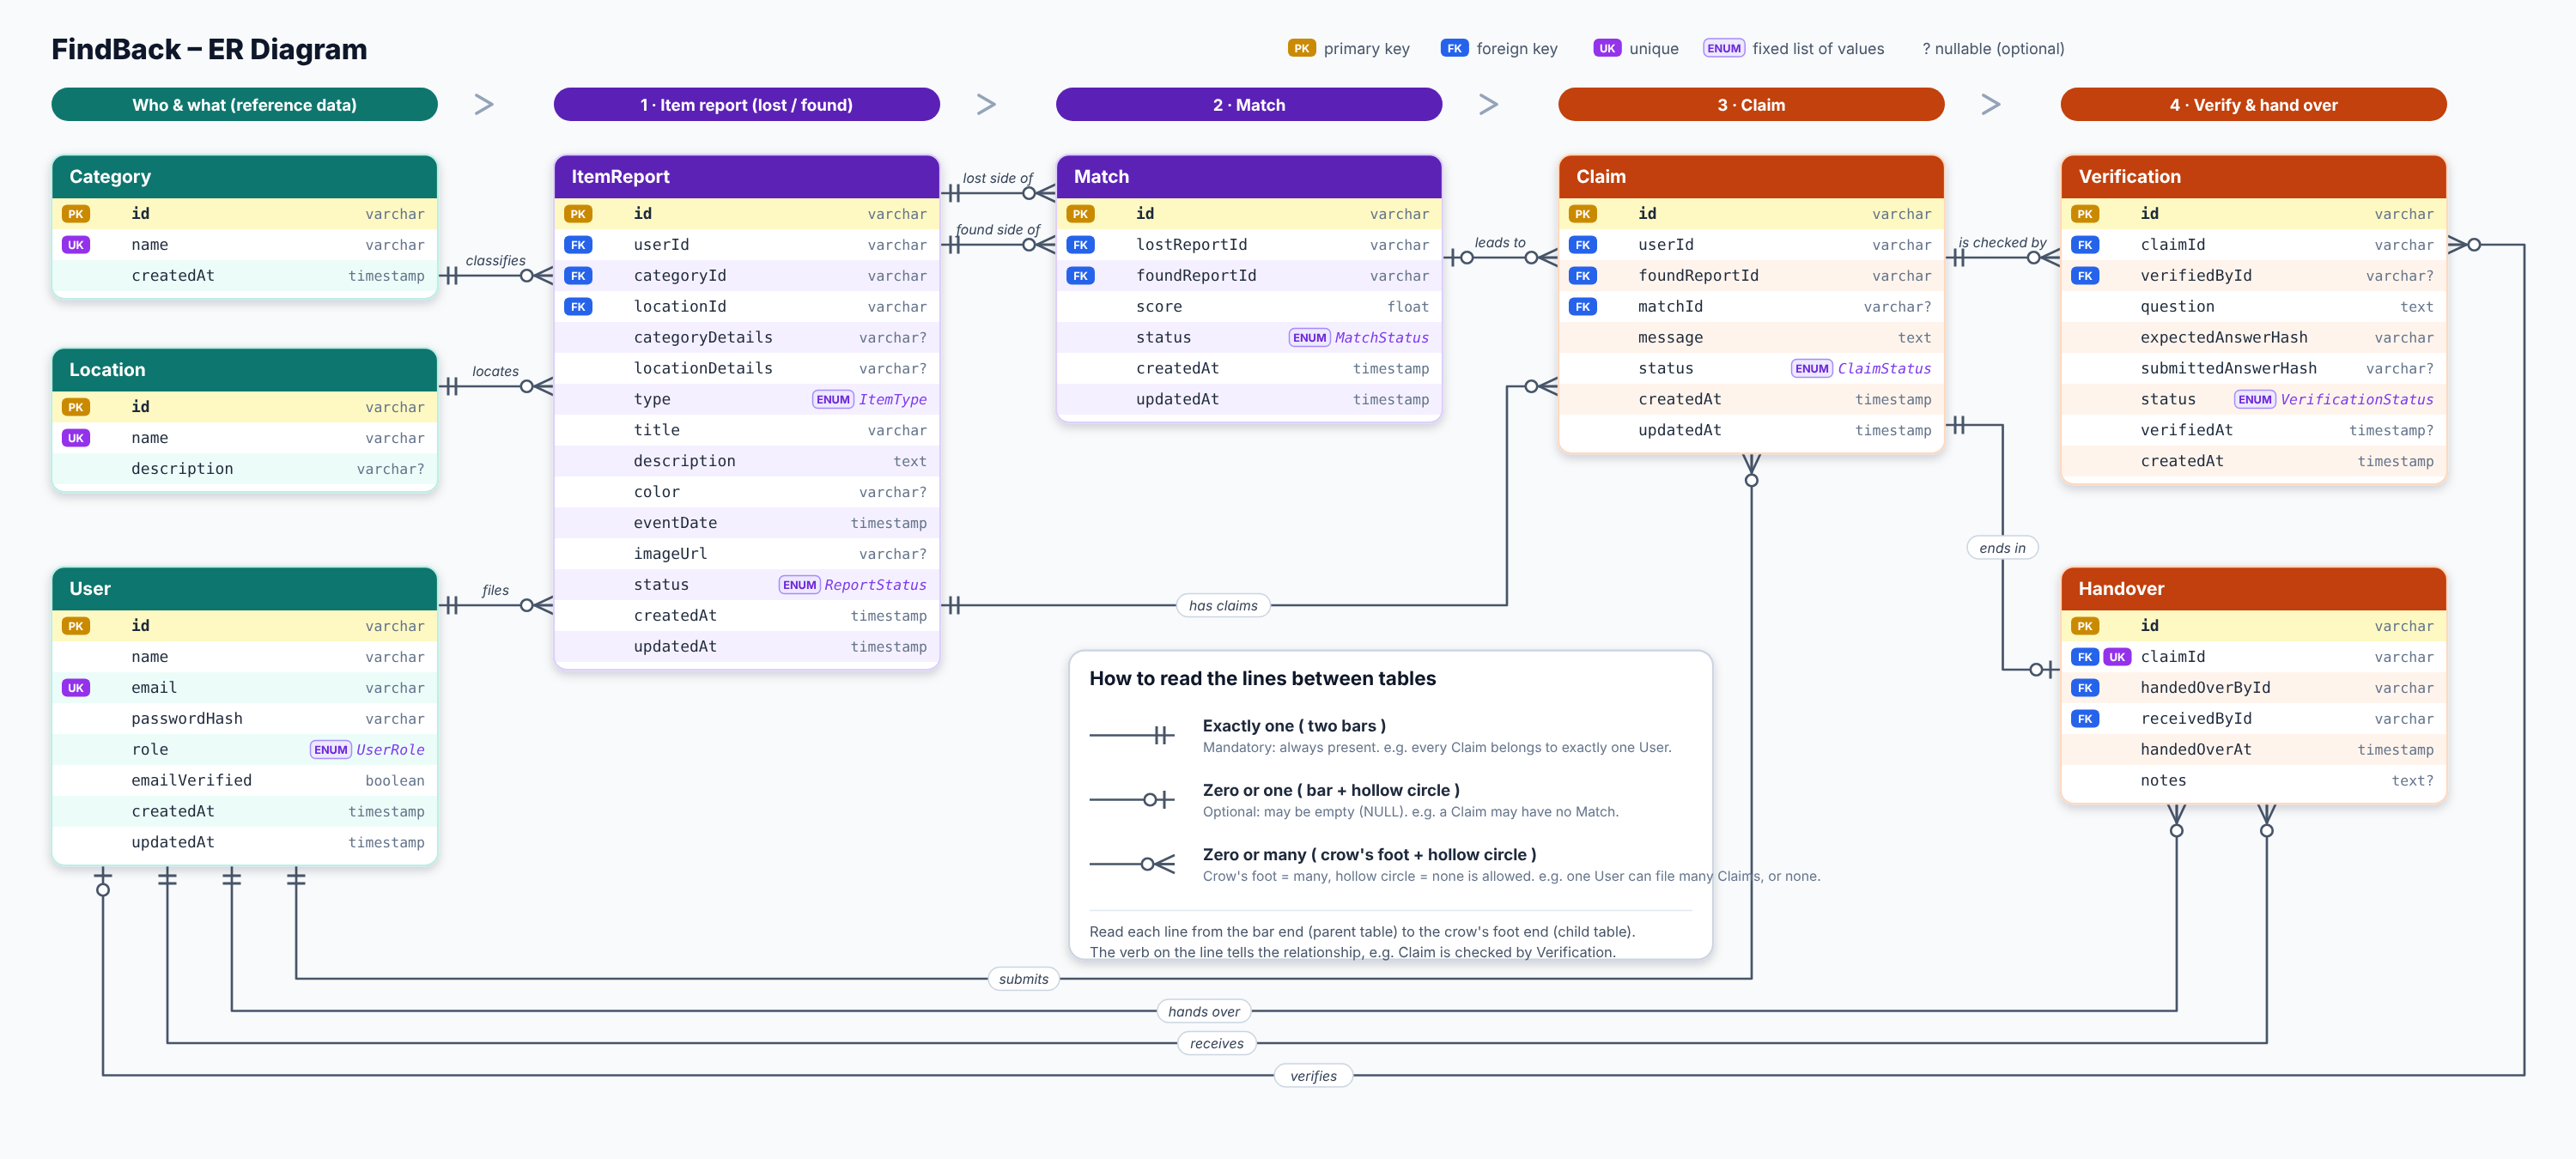 FindBack – ER Diagram
PK primary key FK foreign key UK unique ENUM fixed list of values ? nullable (optional)
Who & what (reference data) > 1 · Item report (lost / found) > 2 · Match > 3 · Claim > 4 · Verify & hand over
Category
PK id varchar
UK name varchar
createdAt timestamp
classifies
Location
PK id varchar
UK name varchar
description varchar?
locates
User
PK id varchar
name varchar
UK email varchar
passwordHash varchar
role ENUM UserRole
emailVerified boolean
createdAt timestamp
updatedAt timestamp
files
ItemReport
PK id varchar
FK userId varchar
FK categoryId varchar
FK locationId varchar
categoryDetails varchar?
locationDetails varchar?
type ENUM ItemType
title varchar
description text
color varchar?
eventDate timestamp
imageUrl varchar?
status ENUM ReportStatus
createdAt timestamp
updatedAt timestamp
lost side of
found side of
Match
PK id varchar
FK lostReportId varchar
FK foundReportId varchar
score float
status ENUM MatchStatus
createdAt timestamp
updatedAt timestamp
leads to
has claims
Claim
PK id varchar
FK userId varchar
FK foundReportId varchar
FK matchId varchar?
message text
status ENUM ClaimStatus
createdAt timestamp
updatedAt timestamp
is checked by
ends in
Verification
PK id varchar
FK claimId varchar
FK verifiedById varchar?
question text
expectedAnswerHash varchar
submittedAnswerHash varchar?
status ENUM VerificationStatus
verifiedAt timestamp?
createdAt timestamp
Handover
PK id varchar
FK UK claimId varchar
FK handedOverById varchar
FK receivedById varchar
handedOverAt timestamp
notes text?
How to read the lines between tables
Exactly one ( two bars )
Mandatory: always present. e.g. every Claim belongs to exactly one User.
Zero or one ( bar + hollow circle )
Optional: may be empty (NULL). e.g. a Claim may have no Match.
Zero or many ( crow's foot + hollow circle )
Crow's foot = many, hollow circle = none is allowed. e.g. one User can file many Claims, or none.
Read each line from the bar end (parent table) to the crow's foot end (child table).
The verb on the line tells the relationship, e.g. Claim is checked by Verification.
submits
hands over
receives
verifies